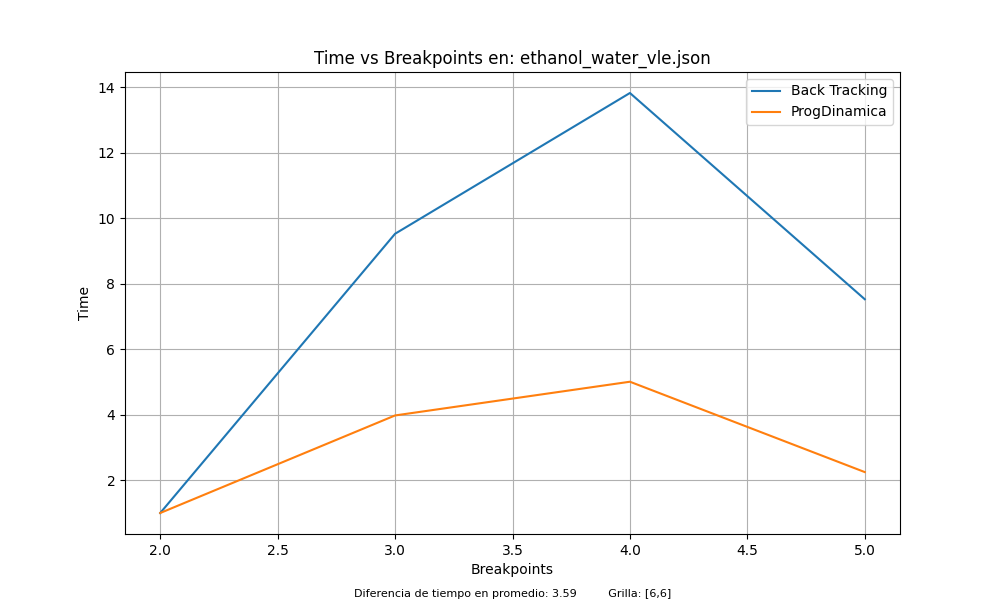 Time vs Breakpoints en: ethanol_water_vle.json
Back Tracking
ProgDinamica
14
12
10
8
6
4
2
Time
2.0 2.5 3.0 3.5 4.0 4.5 5.0
Breakpoints
Diferencia de tiempo en promedio: 3.59 Grilla: [6,6]